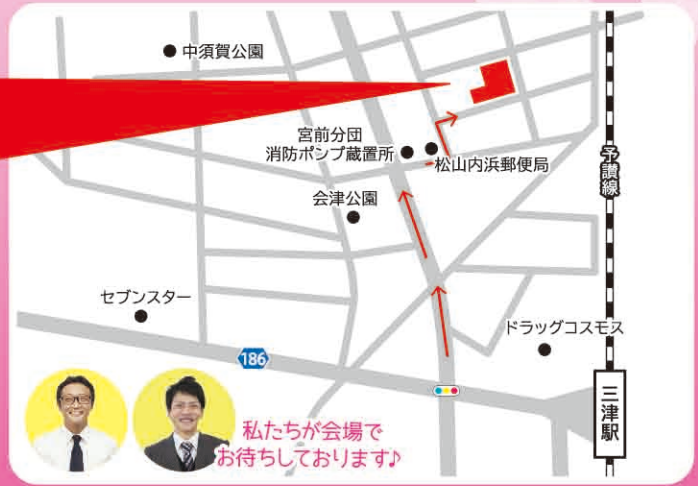 中須賀公園
宮前分団
消防ポンプ蔵置所
松山内浜郵便局
会津公園
予讃線
セブンスター
ドラッグコスモス
186
三津駅
私たちが会場で
お待ちしております♪